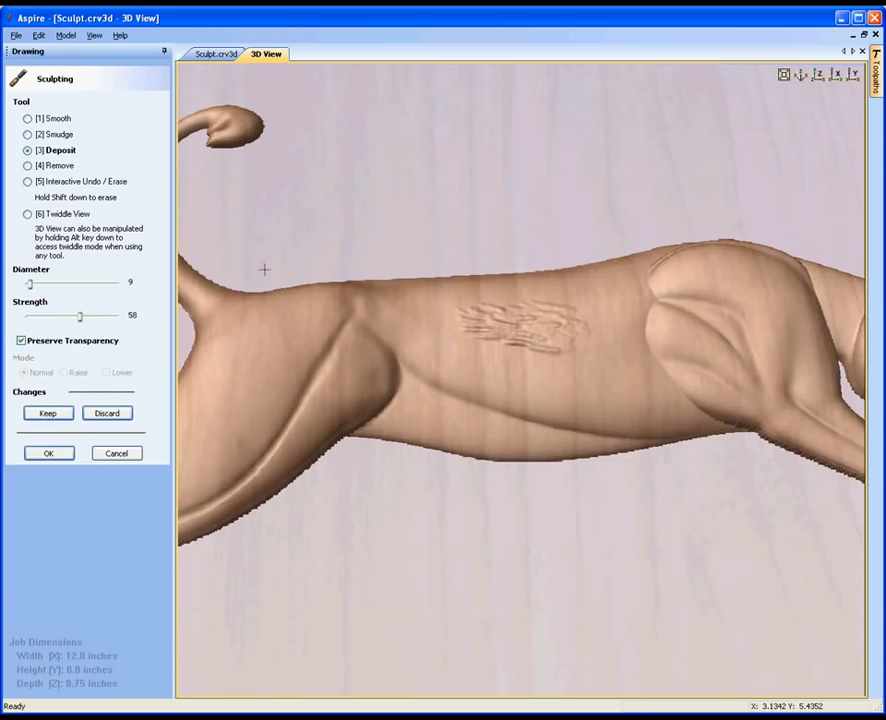 Aspire - [Sculpt.crv3d - 3D View]
File Edit Model View Help
Drawing
Sculpt.crv3d 3D View
Toolpaths
Sculpting
Z X Y
Tool
[1] Smooth
[2] Smudge
[3] Deposit
[4] Remove
[5] Interactive Undo / Erase
Hold Shift down to erase
[6] Twiddle View
3D View can also be manipulated
by holding Alt key down to
access twiddle mode when using
any tool.
Diameter
9
Strength
58
Preserve Transparency
Mode
Normal Raise Lower
Changes
Keep Discard
OK Cancel
Job Dimensions
Width [X]: 12.0 inches
Height [Y]: 8.0 inches
Depth [Z]: 0.75 inches
Ready
X: 3.1342 Y: 5.4352